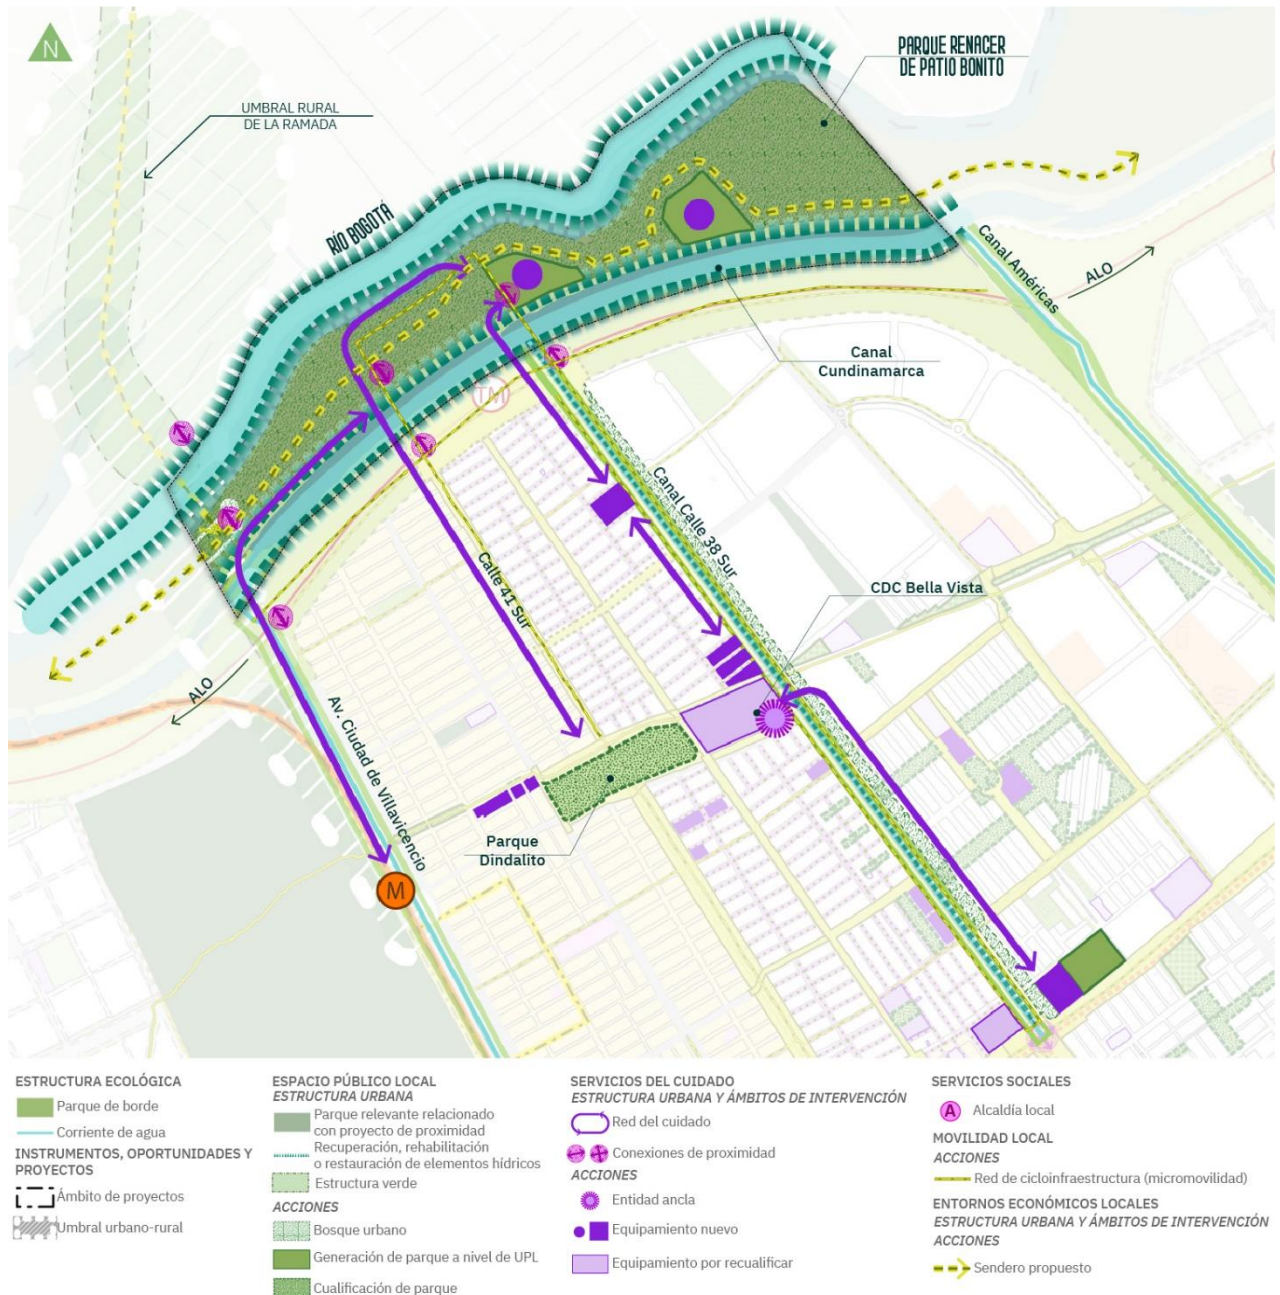 N
PARQUE RENACER
DE PATIO BONITO
UMBRAL RURAL
DE LA RAMADA
RÍO BOGOTÁ
Canal Américas
ALO
Canal
Cundinamarca
TM
Canal Calle 38 Sur
Calle 41 Sur
CDC Bella Vista
ALO
Av. Ciudad de Villavicencio
Parque
Dindalito
M
ESTRUCTURA ECOLÓGICA
Parque de borde
Corriente de agua
INSTRUMENTOS, OPORTUNIDADES Y
PROYECTOS
Ámbito de proyectos
Umbral urbano-rural
ESPACIO PÚBLICO LOCAL
ESTRUCTURA URBANA
Parque relevante relacionado
con proyecto de proximidad
Recuperación, rehabilitación
o restauración de elementos hídricos
Estructura verde
ACCIONES
Bosque urbano
Generación de parque a nivel de UPL
Cualificación de parque
SERVICIOS DEL CUIDADO
ESTRUCTURA URBANA Y ÁMBITOS DE INTERVENCIÓN
Red del cuidado
Conexiones de proximidad
ACCIONES
Entidad ancla
Equipamiento nuevo
Equipamiento por recualificar
SERVICIOS SOCIALES
A Alcaldía local
MOVILIDAD LOCAL
ACCIONES
Red de cicloinfraestructura (micromovilidad)
ENTORNOS ECONÓMICOS LOCALES
ESTRUCTURA URBANA Y ÁMBITOS DE INTERVENCIÓN
ACCIONES
Sendero propuesto